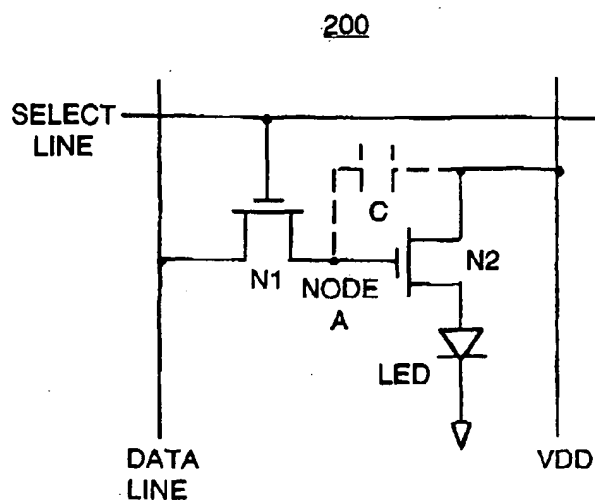 200
SELECT
LINE
C
N1
NODE
A
N2
LED
DATA
LINE
VDD